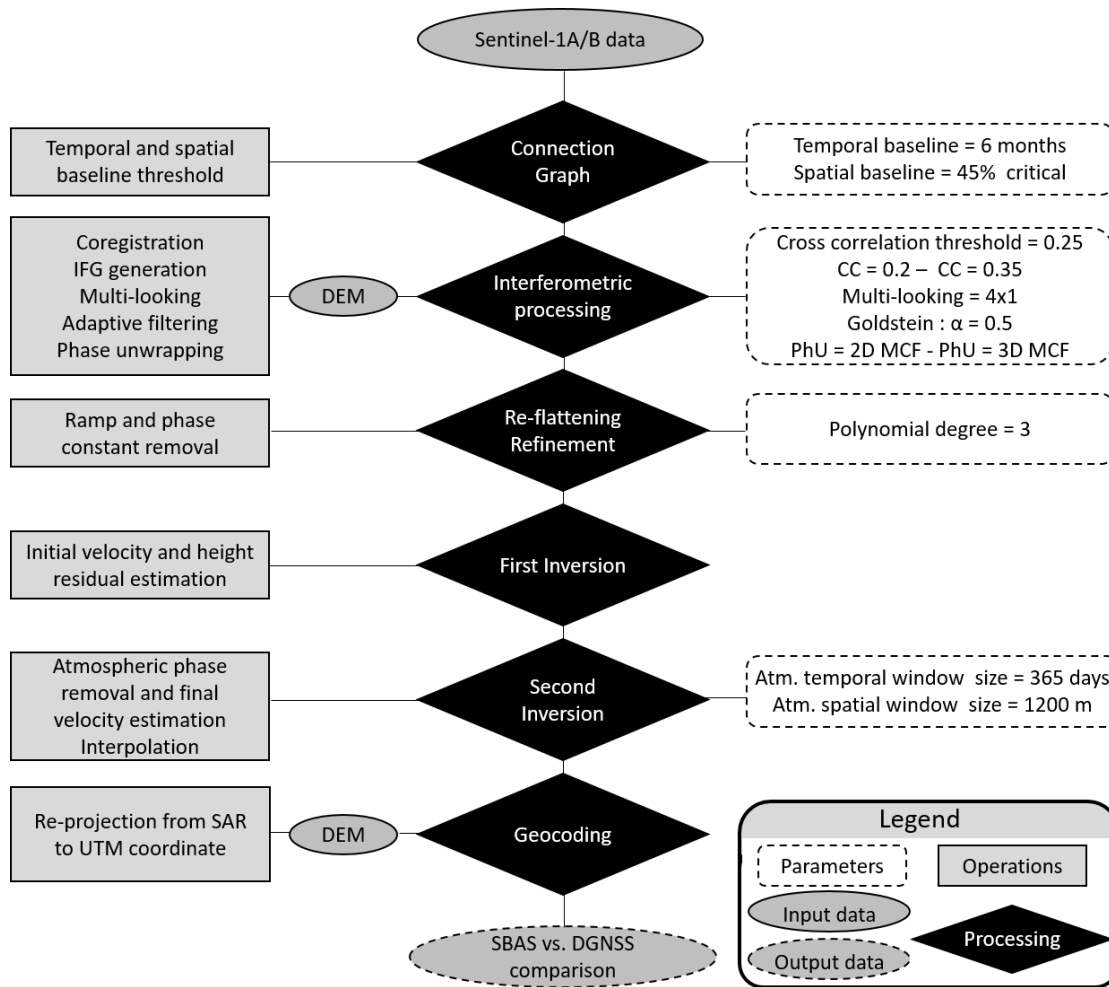 Sentinel-1A/B data
Temporal and spatial
baseline threshold
Connection
Graph
Temporal baseline = 6 months
Spatial baseline = 45% critical
Coregistration
IFG generation
Multi-looking
Adaptive filtering
Phase unwrapping
DEM
Interferometric
processing
Cross correlation threshold = 0.25
CC = 0.2 – CC = 0.35
Multi-looking = 4x1
Goldstein : α = 0.5
PhU = 2D MCF - PhU = 3D MCF
Ramp and phase
constant removal
Re-flattening
Refinement
Polynomial degree = 3
Initial velocity and height
residual estimation
First Inversion
Atmospheric phase
removal and final
velocity estimation
Interpolation
Second
Inversion
Atm. temporal window size = 365 days
Atm. spatial window size = 1200 m
Re-projection from SAR
to UTM coordinate
DEM
Geocoding
SBAS vs. DGNSS
comparison
Legend
Parameters
Operations
Input data
Processing
Output data